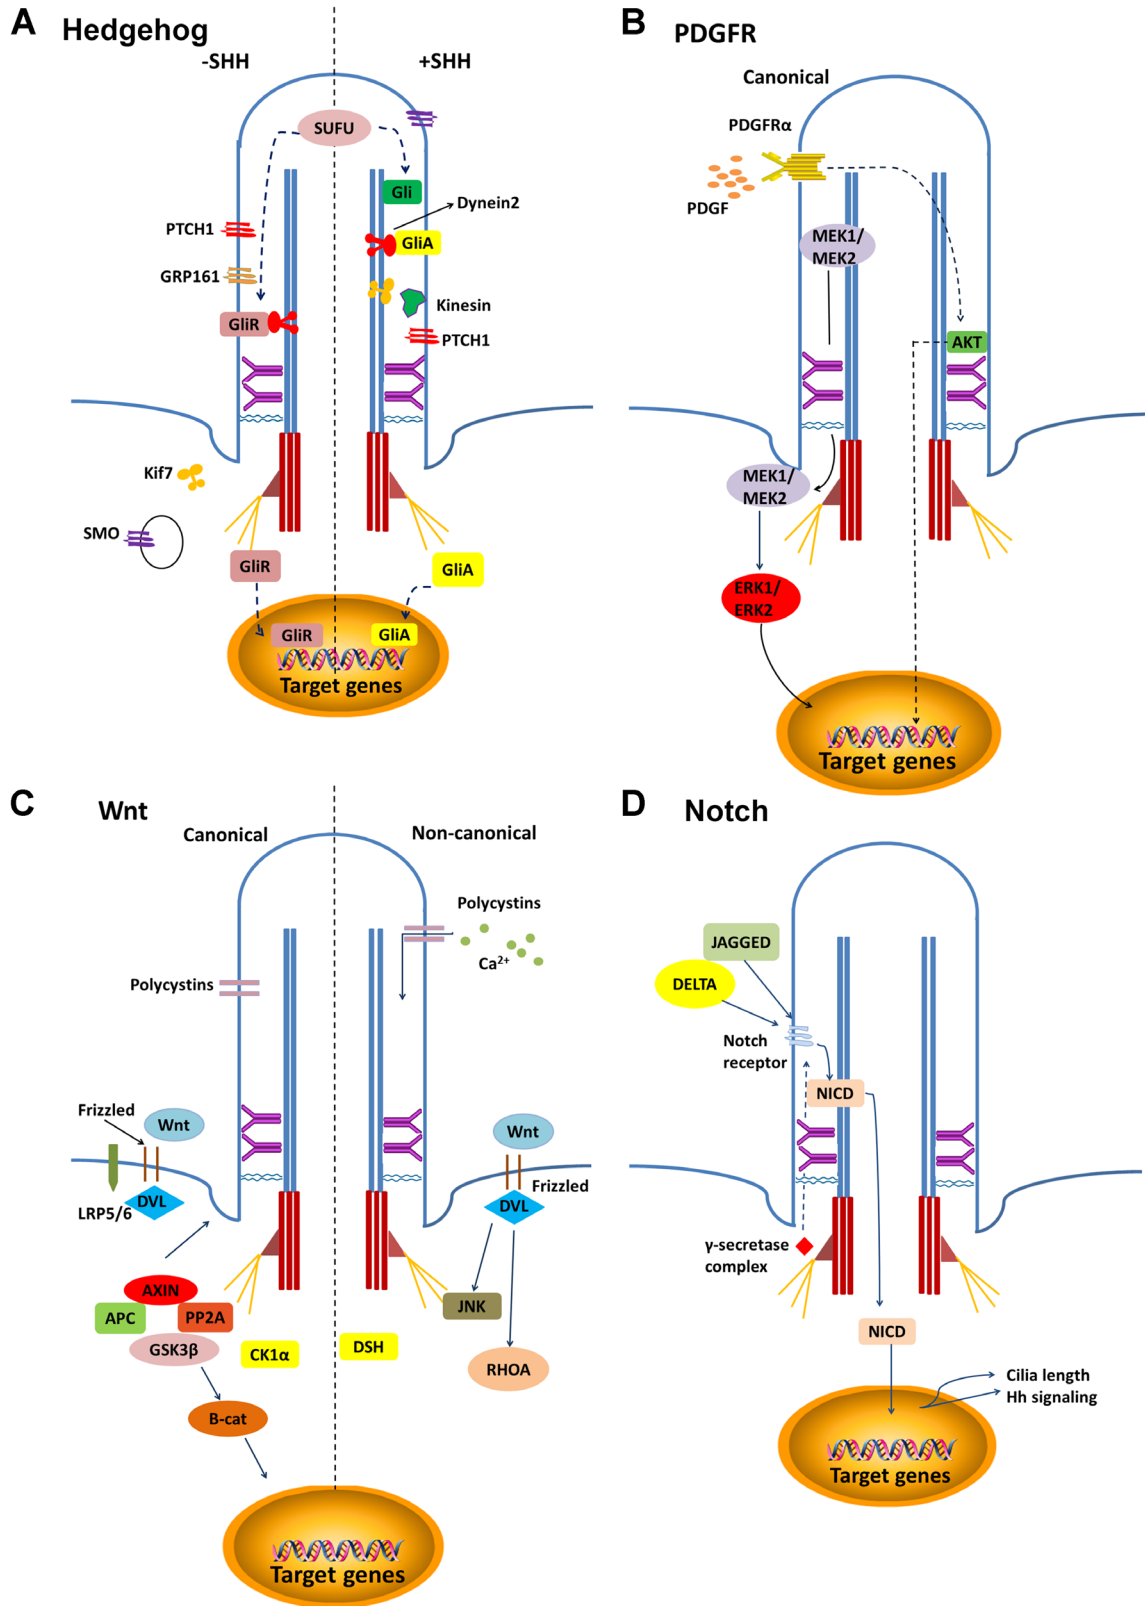 A
Hedgehog
-SHH
+SHH
SUFU
Gli
Dynein2
PTCH1
GliA
GRP161
Kinesin
GliR
PTCH1
Kif7
SMO
GliR
GliA
GliR
GliA
Target genes
B
PDGFR
Canonical
PDGFRα
PDGF
MEK1/
MEK2
AKT
MEK1/
MEK2
ERK1/
ERK2
Target genes
C
Wnt
Canonical
Non-canonical
Polycystins
Ca2+
Polycystins
Frizzled
Wnt
Wnt
Frizzled
LRP5/6
DVL
DVL
AXIN
APC
PP2A
GSK3β
CK1α
DSH
JNK
RHOA
B-cat
Target genes
D
Notch
JAGGED
DELTA
Notch
receptor
NICD
γ-secretase
complex
NICD
Cilia length
Hh signaling
Target genes